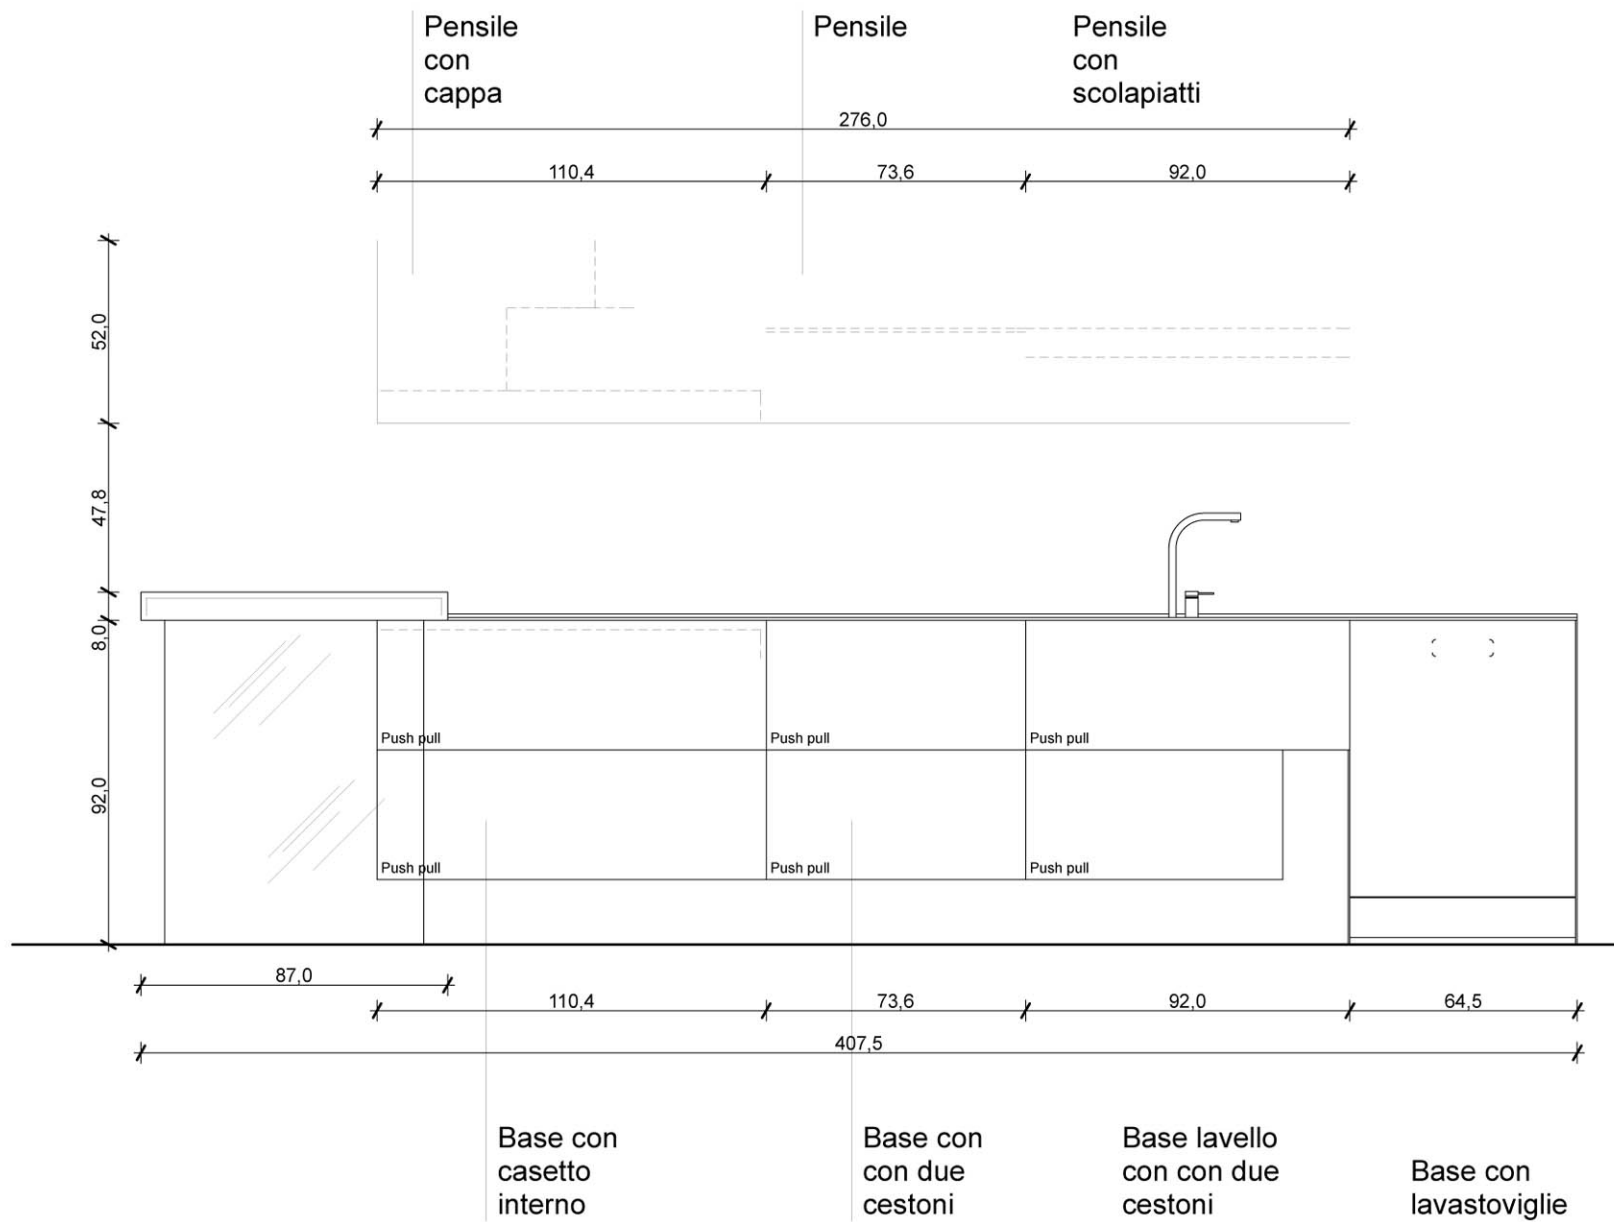 Pensile
con
cappa
Pensile
Pensile
con
scolapiatti
276,0
110,4
73,6
92,0
52,0
47,8
8,0
92,0
Push pull
Push pull
Push pull
Push pull
Push pull
Push pull
87,0
110,4
73,6
92,0
64,5
407,5
Base con
casetto
interno
Base con
con due
cestoni
Base lavello
con con due
cestoni
Base con
lavastoviglie